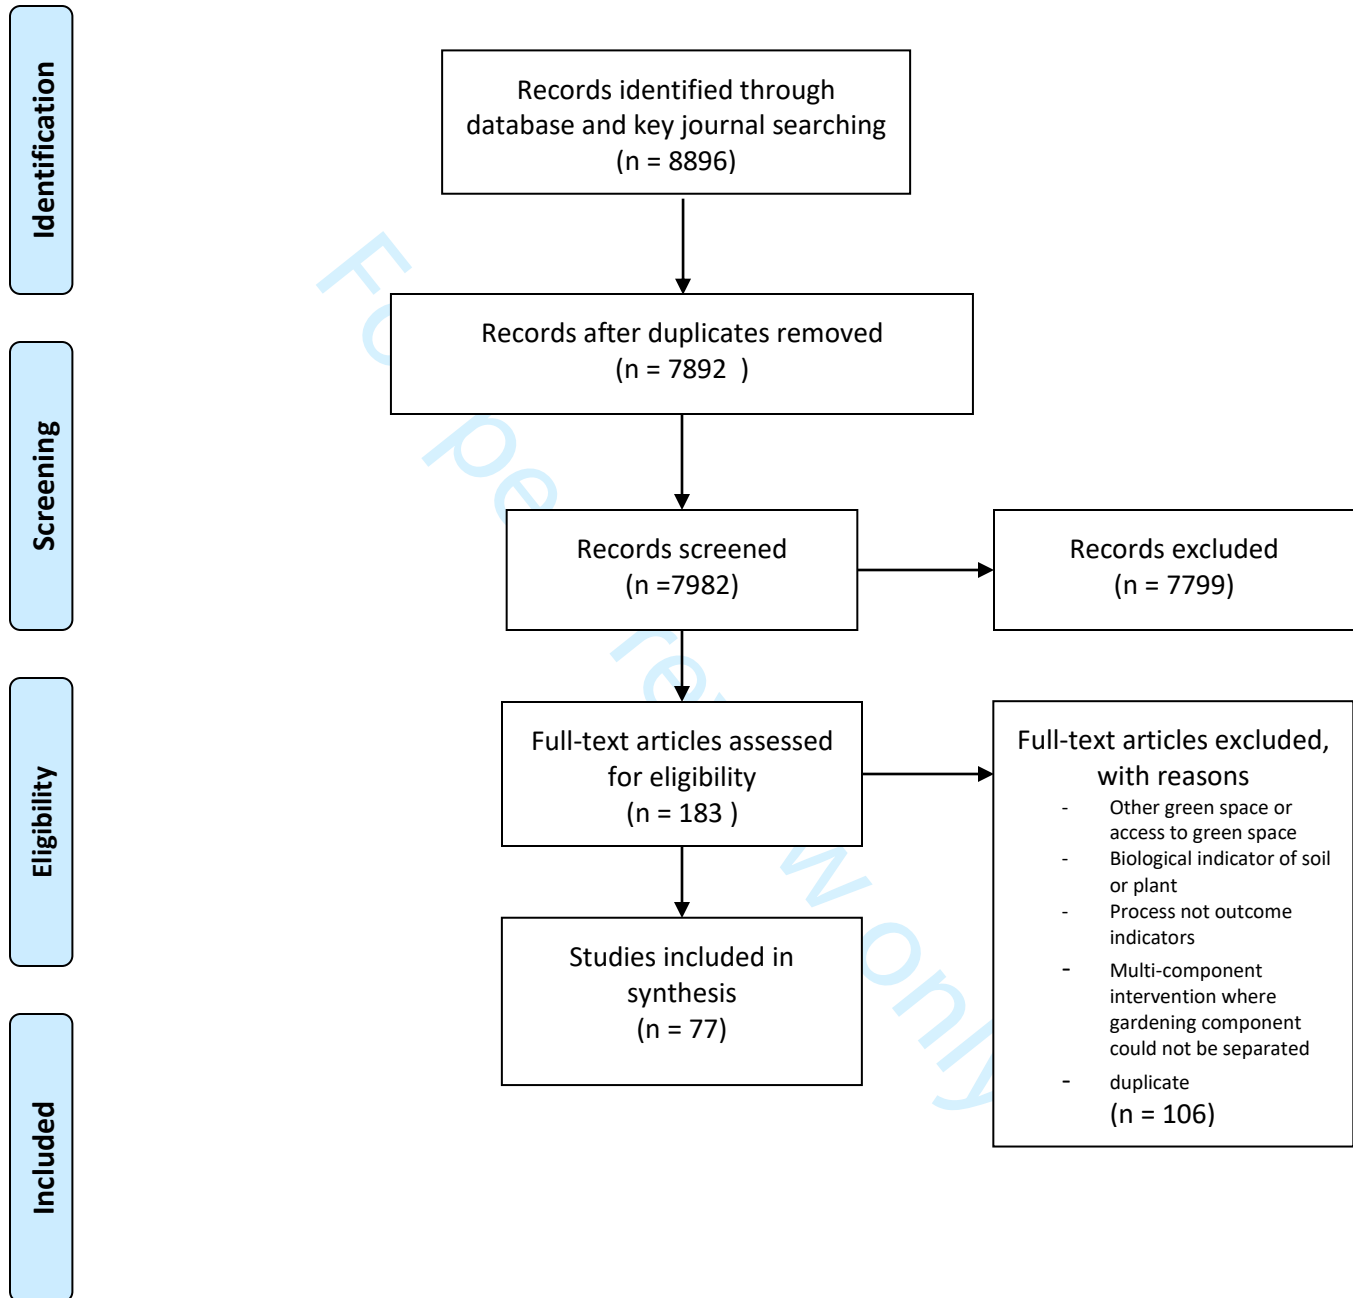 Identification
Records identified through
database and key journal searching
(n = 8896)
Records after duplicates removed
(n = 7892  )
Screening
Records screened
(n =7982)
Records excluded
(n = 7799)
Eligibility
Full-text articles assessed
for eligibility
(n = 183 )
Full-text articles excluded,
with reasons
- Other green space or
access to green space
- Biological indicator of soil
or plant
- Process not outcome
indicators
- Multi-component
intervention where
gardening component
could not be separated
- duplicate
(n = 106)
Studies included in
synthesis
(n = 77)
Included
For peer review only